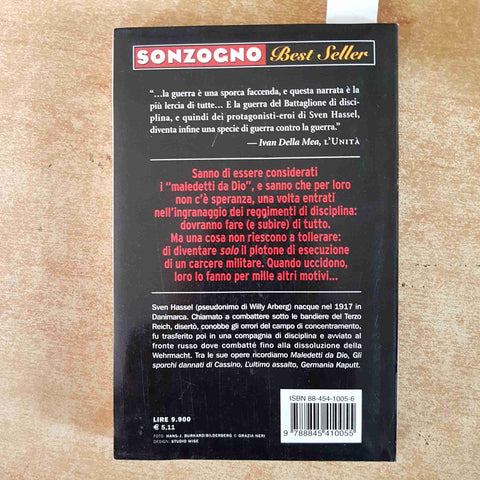 SONZOGNO Best Seller
“...la guerra è una sporca faccenda, e questa narrata è la
più lercia di tutte... E la guerra del Battaglione di disci-
plina, e quindi dei protagonisti-eroi di Sven Hassel,
diventa infine una specie di guerra contro la guerra.”
— Ivan Della Mea, L'UNITÀ
Sanno di essere considerati
i “maledetti da Dio”, e sanno che per loro
non c'è speranza, una volta entrati
nell'ingranaggio dei reggimenti di disciplina:
dovranno fare (e subire) di tutto.
Ma una cosa non riescono a tollerare:
di diventare solo il plotone di esecuzione
di un carcere militare. Quando uccidono,
loro lo fanno per mille altri motivi...
Sven Hassel (pseudonimo di Willy Arberg) nacque nel 1917 in
Danimarca. Chiamato a combattere sotto le bandiere del Terzo
Reich, disertò, conobbe gli orrori del campo di concentramento,
fu trasferito poi in una compagnia di disciplina e avviato al
fronte russo dove combatté fino alla dissoluzione della
Wehrmacht. Tra le sue opere ricordiamo Maledetti da Dio, Gli
sporchi dannati di Cassino, L'ultimo assalto, Germania Kaputt.
ISBN 88-454-1005-6
9 788845 410055
LIRE 9.900
€ 5,11
FOTO: HANS-J. BURKARD/BILDERBERG © GRAZIA NERI
DESIGN: STUDIO WISE